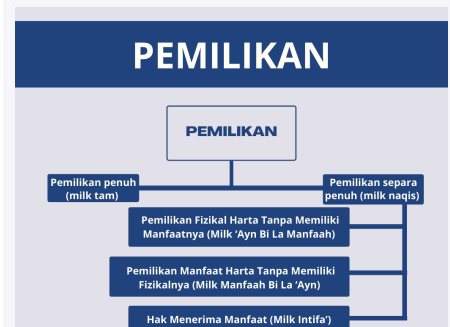 PEMILIKAN
PEMILIKAN
Pemilikan penuh
(milk tam)
Pemilikan separa
penuh (milk naqis)
Pemilikan Fizikal Harta Tanpa Memiliki
Manfaatnya (Milk ‘Ayn Bi La Manfaah)
Pemilikan Manfaat Harta Tanpa Memiliki
Fizikalnya (Milk Manfaah Bi La ‘Ayn)
Hak Menerima Manfaat (Milk Intifa’)